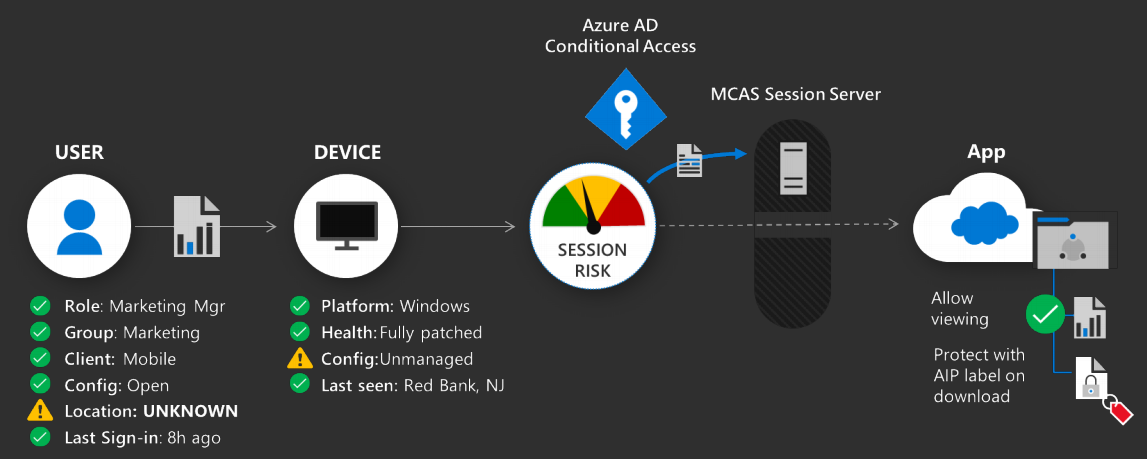 Azure AD
Conditional Access
MCAS Session Server
USER
DEVICE
App
SESSION
RISK
Role: Marketing Mgr
Group: Marketing
Client: Mobile
Config: Open
Location: UNKNOWN
Last Sign-in: 8h ago
Platform: Windows
Health: Fully patched
Config: Unmanaged
Last seen: Red Bank, NJ
Allow
viewing
Protect with
AIP label on
download